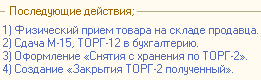 Последующие действия;
1) Физический прием товара на складе продавца.
2) Сдача М-15, ТОРГ-12 в бухгалтерию.
3) Оформление «Снятия с хранения по ТОРГ-2».
4) Создание «Закрытия ТОРГ-2 полученный».